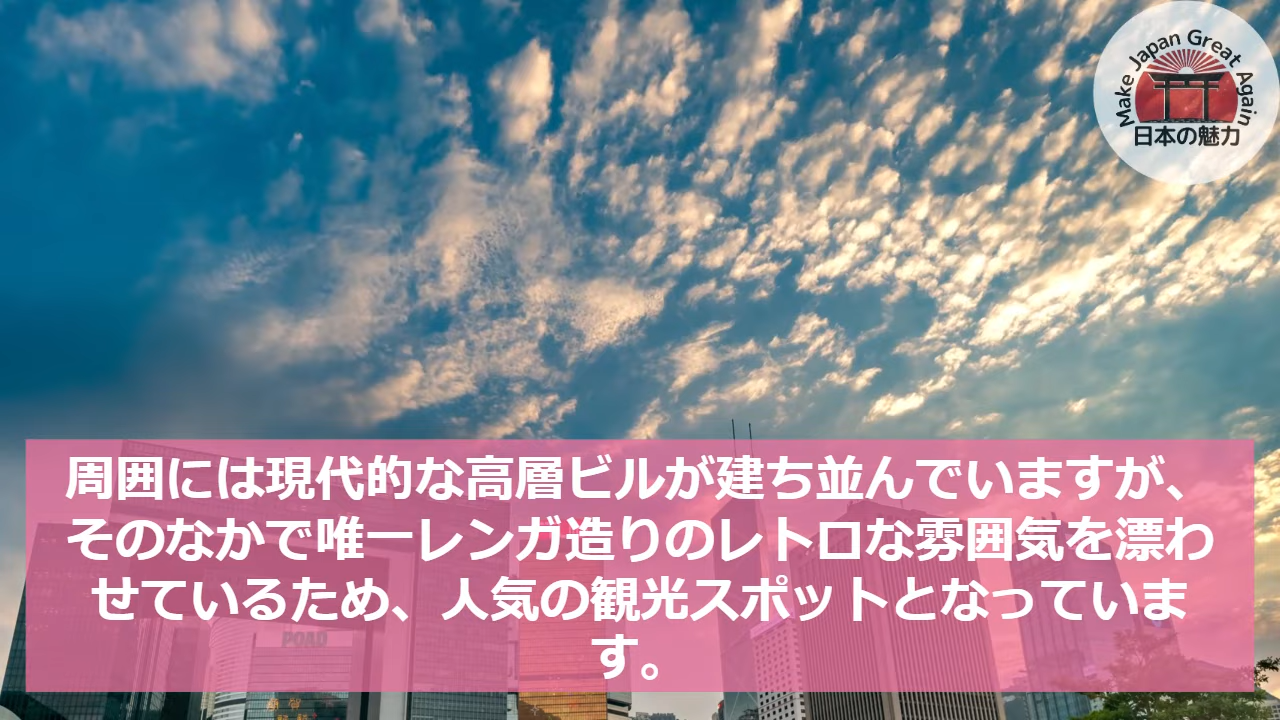 Make Japan Great Again
日本の魅力
周囲には現代的な高層ビルが建ち並んでいますが、
そのなかで唯一レンガ造りのレトロな雰囲気を漂わ
せているため、人気の観光スポットとなっていま
す。